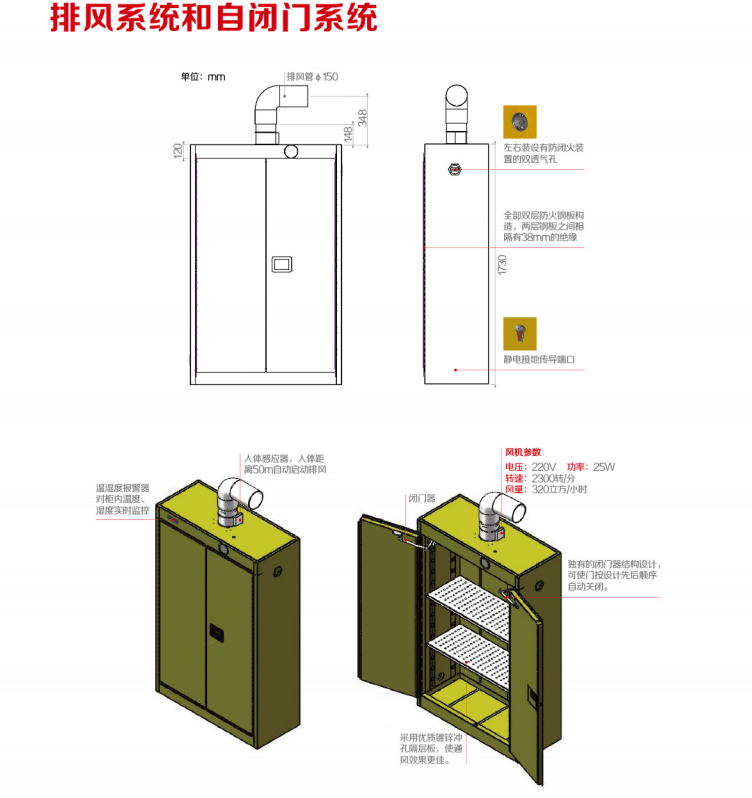 排风系统和自闭门系统
单位：mm
排风管ϕ150
348
148
120
左右装设有防闭火装
置的双透气孔
全部双层防火钢板构
造，两层钢板之间相
隔有38mm的绝缘
1730
静电接地传导端口
人体感应器，人体距
离50m自动启动排风
温湿度报警器
对柜内温度、
湿度实时监控
风机参数
电压：220V 功率：25W
转速：2300转/分
风量：320立方/小时
闭门器
独有的闭门器结构设计，
可使门按设计先后顺序
自动关闭。
采用优质镀锌冲
孔隔层板，使通
风效果更佳。